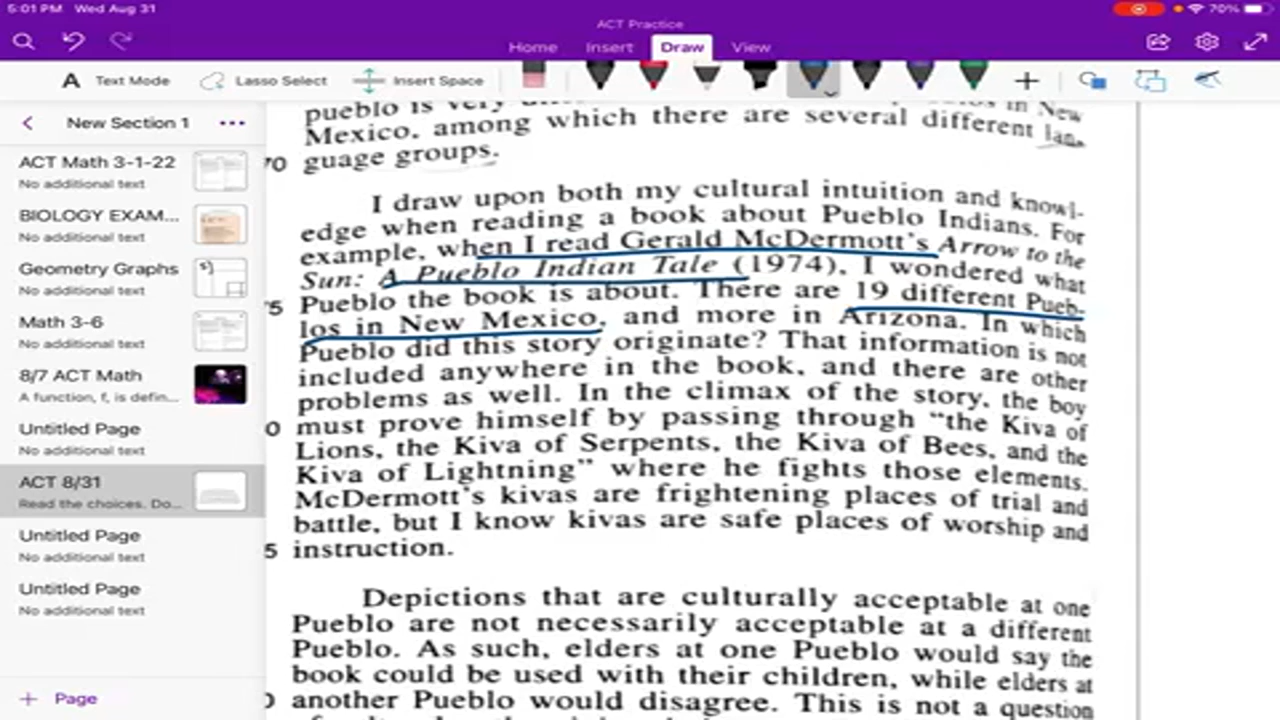 5:01 PM Wed Aug 31
70%
ACT Practice
Home Insert Draw View
A Text Mode Lasso Select Insert Space
New Section 1
ACT Math 3-1-22
No additional text
BIOLOGY EXAM...
No additional text
Geometry Graphs
No additional text
Math 3-6
No additional text
8/7 ACT Math
A function, f, is defin...
Untitled Page
No additional text
ACT 8/31
Read the choices. Do...
Untitled Page
No additional text
Untitled Page
No additional text
+ Page
pueblo is very in New
Mexico, among which there are several different lan-
70 guage groups.
I draw upon both my cultural intuition and knowl-
edge when reading a book about Pueblo Indians. For
example, when I read Gerald McDermott's Arrow to the
Sun: A Pueblo Indian Tale (1974), I wondered what
5 Pueblo the book is about. There are 19 different Pueb-
los in New Mexico, and more in Arizona. In which
Pueblo did this story originate? That information is not
included anywhere in the book, and there are other
problems as well. In the climax of the story, the boy
0 must prove himself by passing through "the Kiva of
Lions, the Kiva of Serpents, the Kiva of Bees, and the
Kiva of Lightning" where he fights those elements.
McDermott's kivas are frightening places of trial and
battle, but I know kivas are safe places of worship and
5 instruction.
Depictions that are culturally acceptable at one
Pueblo are not necessarily acceptable at a different
Pueblo. As such, elders at one Pueblo would say the
book could be used with their children, while elders at
another Pueblo would disagree. This is not a question